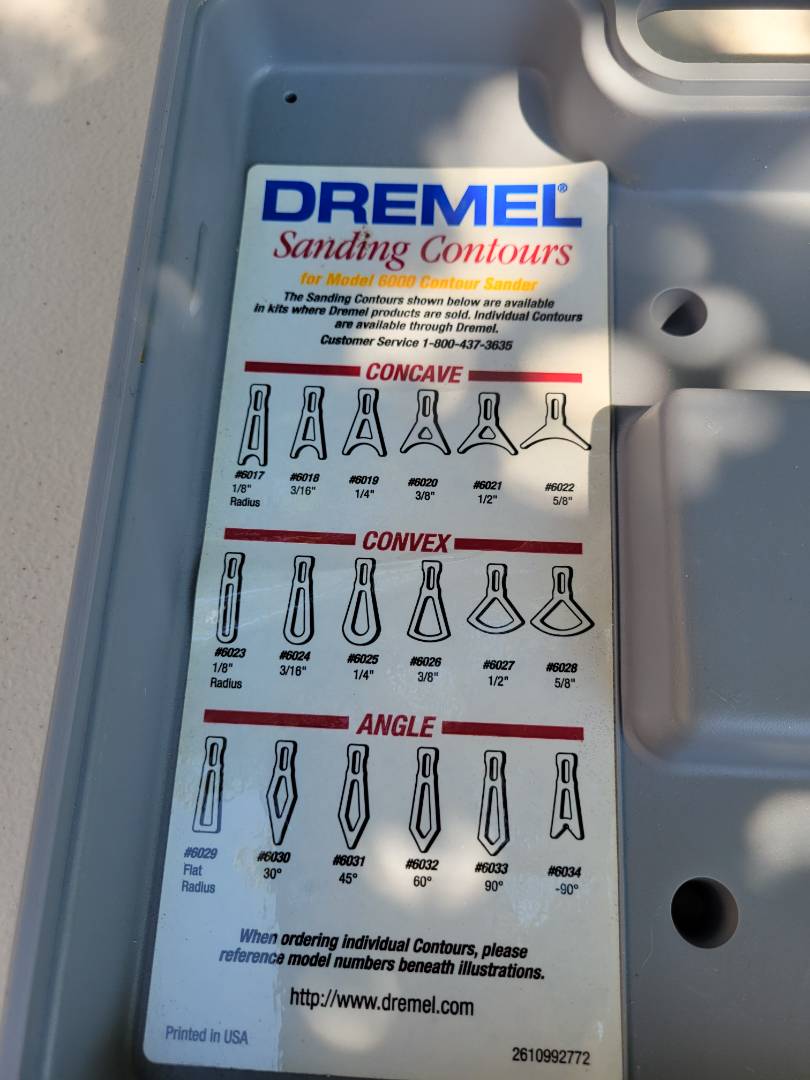 DREMEL®
Sanding Contours
for Model 6000 Contour Sander
The Sanding Contours shown below are available
in kits where Dremel products are sold. Individual Contours
are available through Dremel.
Customer Service 1-800-437-3635
CONCAVE
#6017 #6018 #6019 #6020 #6021 #6022
1/8" 3/16" 1/4" 3/8" 1/2" 5/8"
Radius
CONVEX
#6023 #6024 #6025 #6026 #6027 #6028
1/8" 3/16" 1/4" 3/8" 1/2" 5/8"
Radius
ANGLE
#6029 #6030 #6031 #6032 #6033 #6034
Flat 30° 45° 60° 90° -90°
Radius
When ordering individual Contours, please
reference model numbers beneath illustrations.
http://www.dremel.com
Printed in USA 2610992772